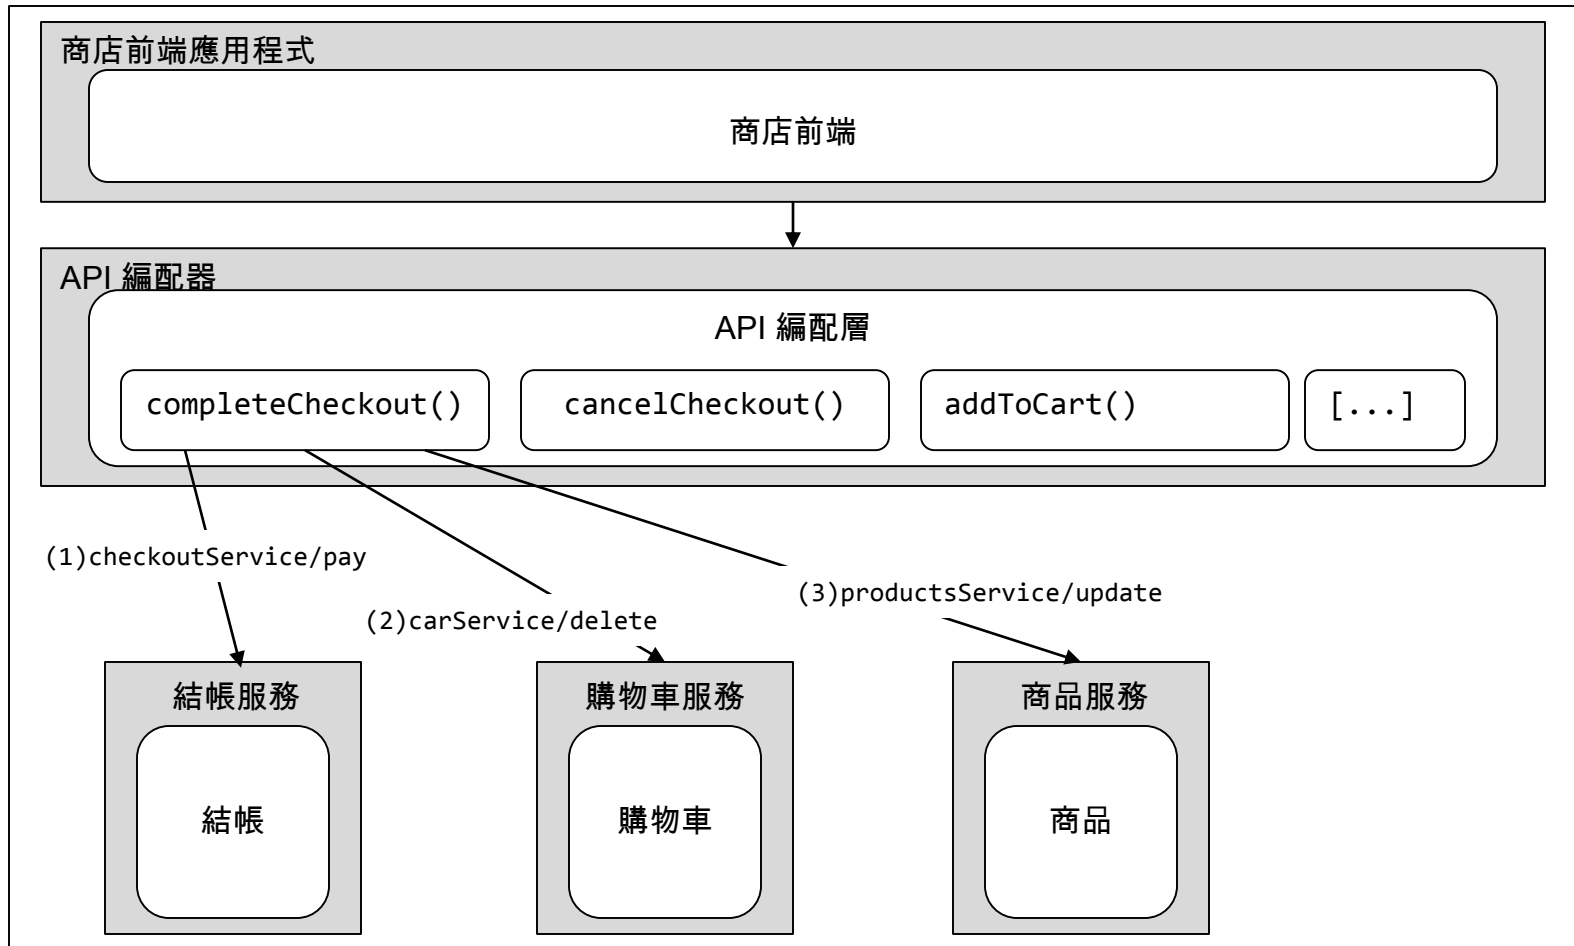 商店前端應用程式
商店前端
API 編配器
API 編配層
completeCheckout()
cancelCheckout()
addToCart()
[...]
(1)checkoutService/pay
(2)carService/delete
(3)productsService/update
結帳服務
結帳
購物車服務
購物車
商品服務
商品